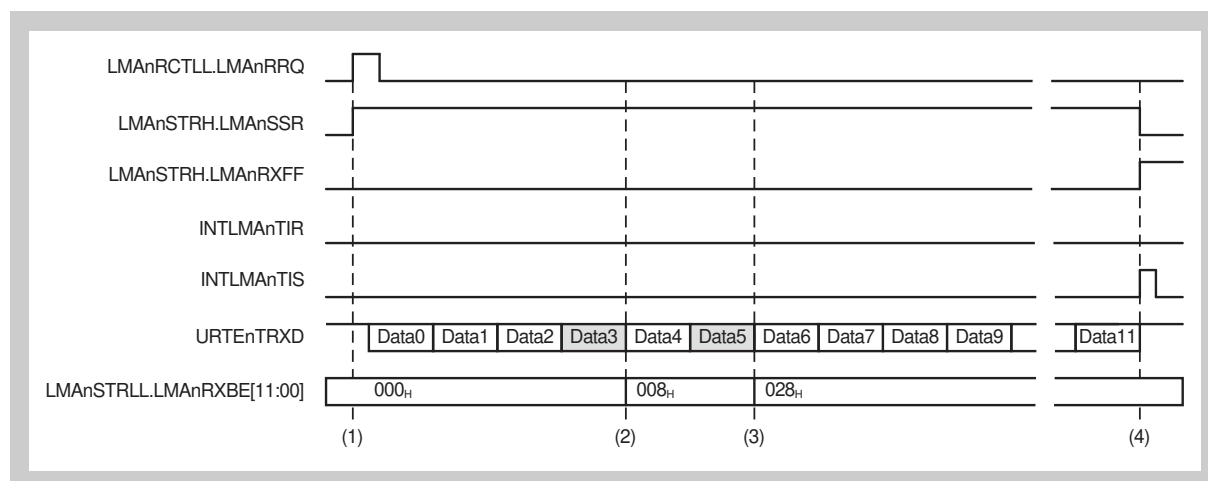 LMAnRCTLL.LMAnRRQ
LMAnSTRH.LMAnSSR
LMAnSTRH.LMAnRXFF
INTLMAnTIR
INTLMAnTIS
URTEnTRXD Data0 Data1 Data2 Data3 Data4 Data5 Data6 Data7 Data8 Data9 Data11
LMAnSTRLL.LMAnRXBE[11:00] 000H 008H 028H
(1) (2) (3) (4)